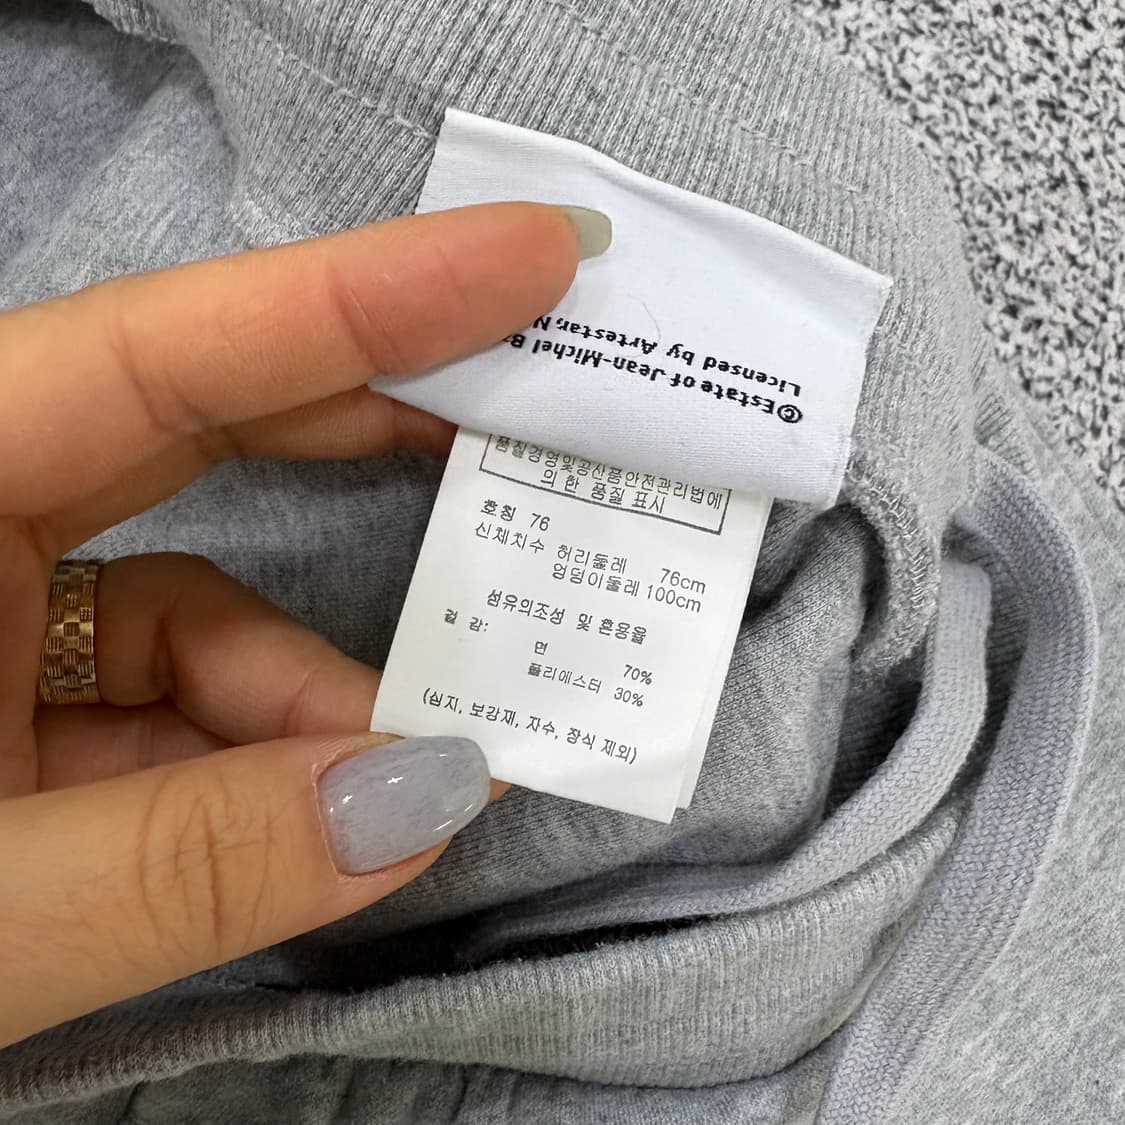 ©Estate of Jean-Michel
Licensed by Artestar,
품질경영및공산품안전관리법에
의 한 품질 표시
호칭 76
신체치수 허리둘레 76cm
엉덩이둘레 100cm
섬유의조성 및 혼용율
겉 감:
면 70%
폴리에스터 30%
(심지, 보강재, 자수, 장식 제외)